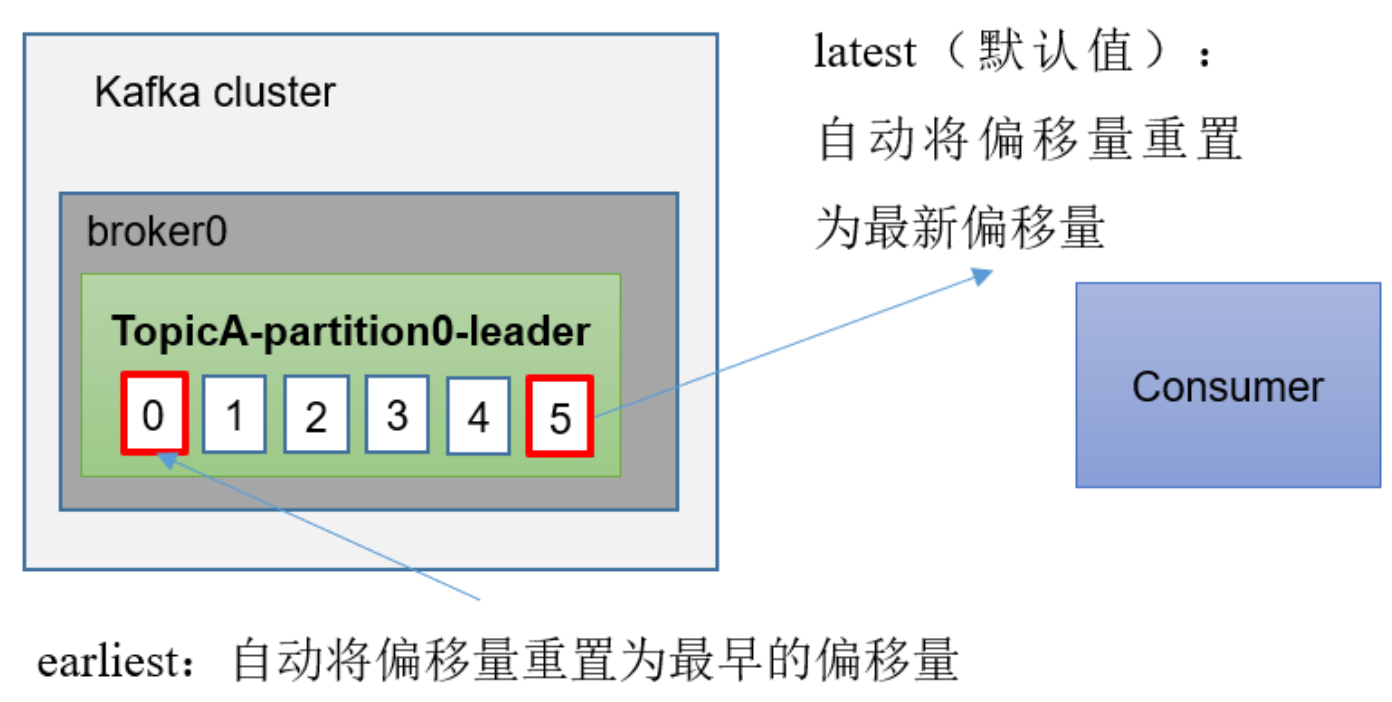 Kafka cluster
broker0
TopicA-partition0-leader
0 1 2 3 4 5
latest（默认值）：
自动将偏移量重置
为最新偏移量
Consumer
earliest：自动将偏移量重置为最早的偏移量